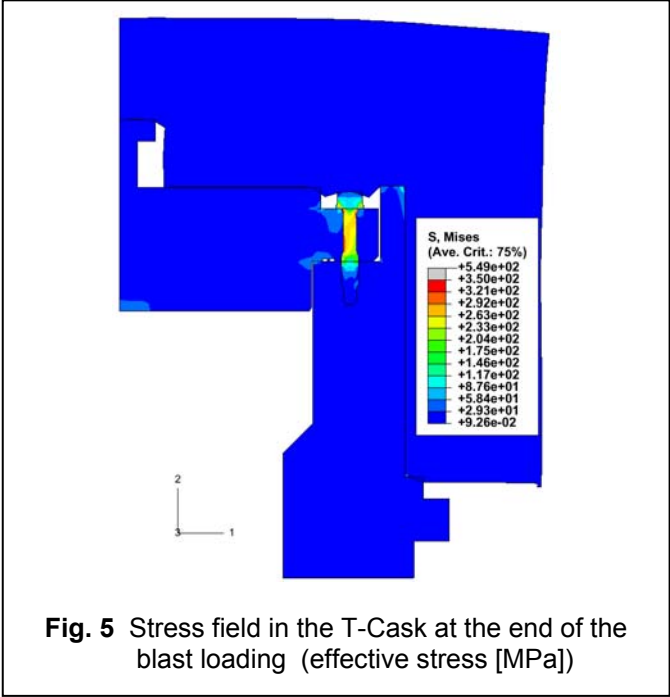 S, Mises
(Ave. Crit.: 75%)
+5.49e+02
+3.50e+02
+3.21e+02
+2.92e+02
+2.63e+02
+2.33e+02
+2.04e+02
+1.75e+02
+1.46e+02
+1.17e+02
+8.76e+01
+5.84e+01
+2.93e+01
+9.26e-02
2
3 1
Fig. 5 Stress field in the T-Cask at the end of the
blast loading (effective stress [MPa])